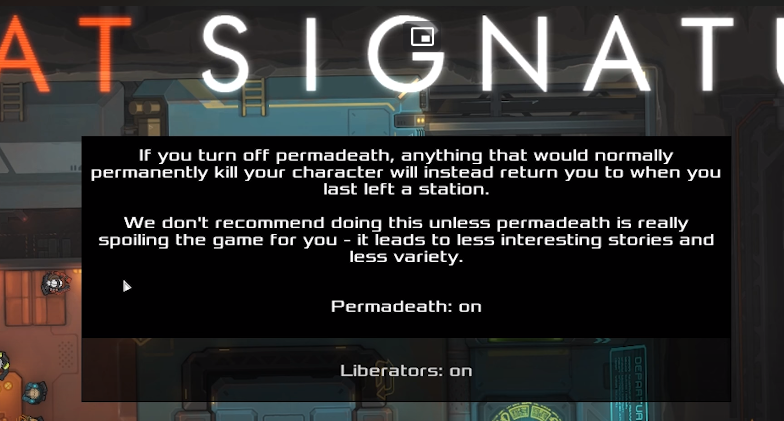 AT SIGNATU
If you turn off permadeath, anything that would normally
permanently kill your character will instead return you to when you
last left a station.
We don't recommend doing this unless permadeath is really
spoiling the game for you - it leads to less interesting stories and
less variety.
Permadeath: on
Liberators: on
DEPARTUR